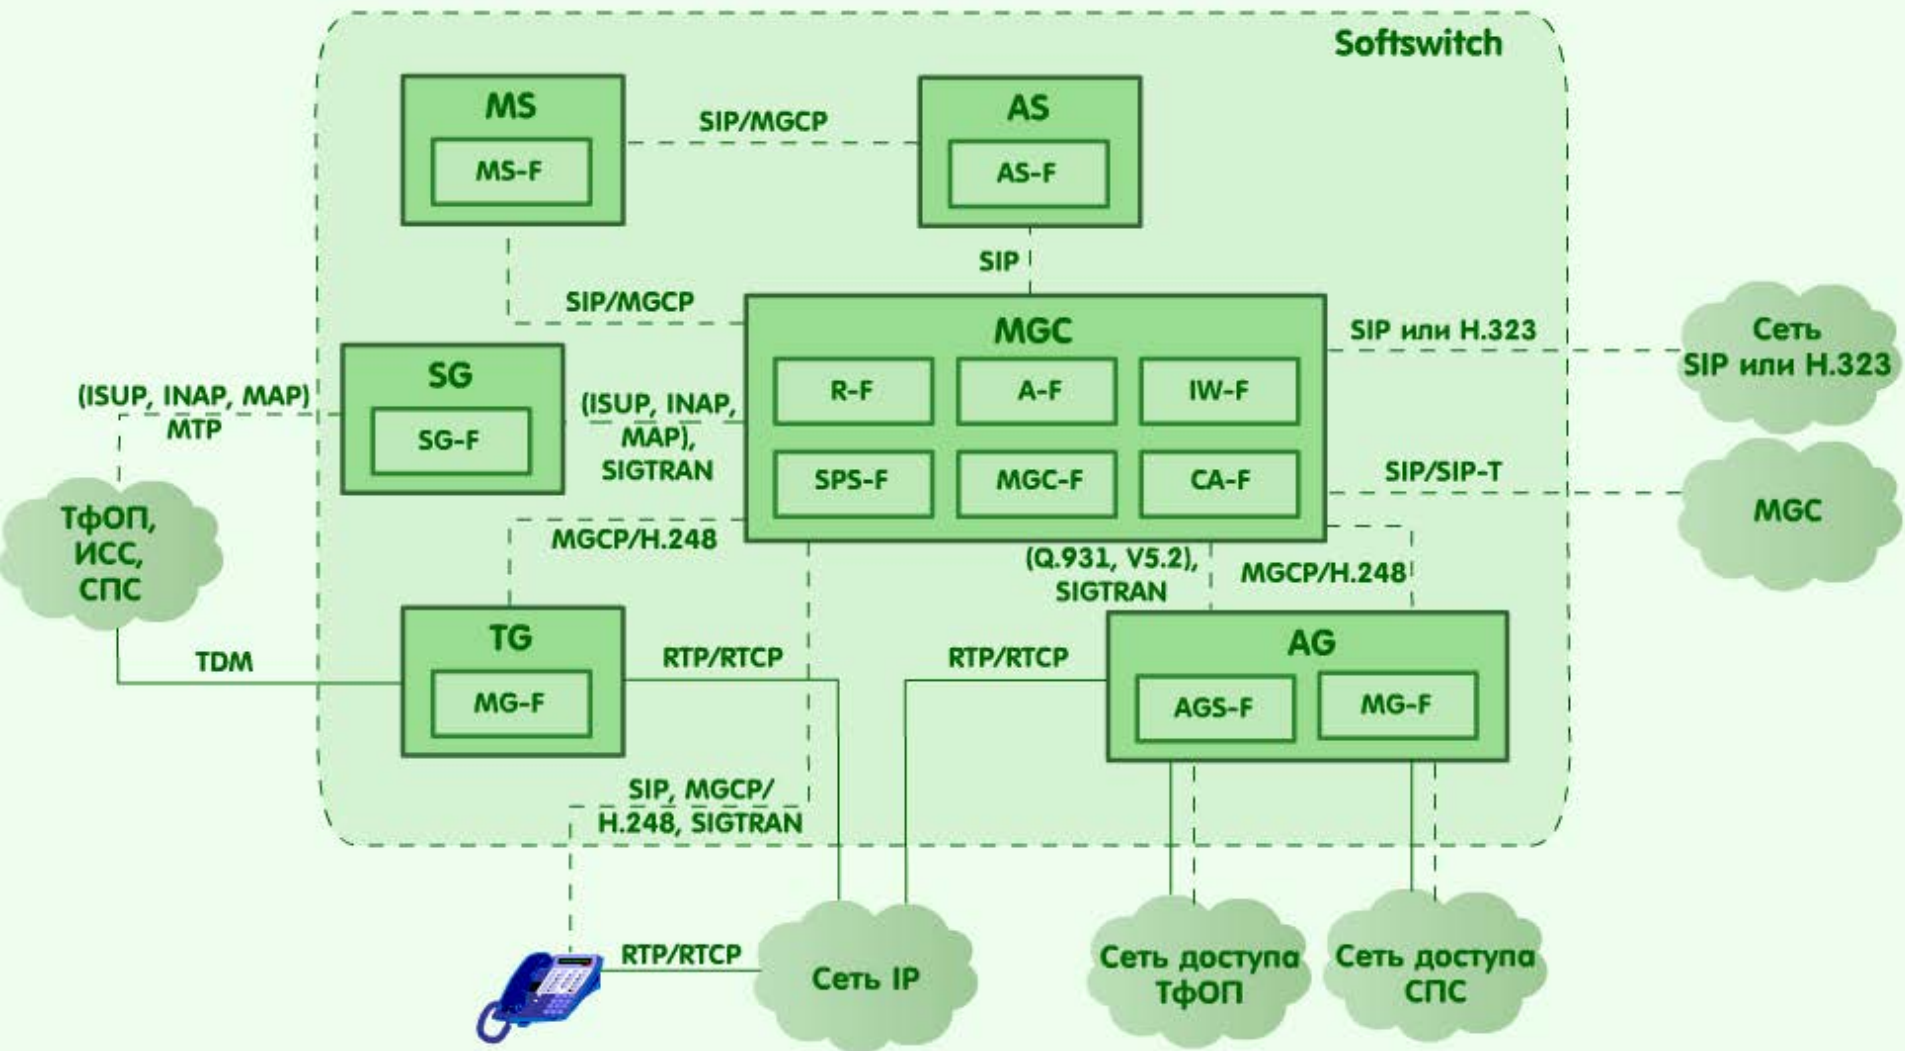 Softswitch
MS
MS-F
SIP/MGCP
AS
AS-F
SIP
SIP/MGCP
MGC
R-F
A-F
IW-F
SPS-F
MGC-F
CA-F
SIP или H.323
Сеть
SIP или H.323
SG
SG-F
(ISUP, INAP, MAP)
MTP
(ISUP, INAP,
MAP),
SIGTRAN
SIP/SIP-T
MGC
ТфОП,
ИСС,
СПС
MGCP/H.248
(Q.931, V5.2),
SIGTRAN
MGCP/H.248
TDM
TG
MG-F
RTP/RTCP
RTP/RTCP
AG
AGS-F
MG-F
SIP, MGCP/
H.248, SIGTRAN
RTP/RTCP
Сеть IP
Сеть доступа
ТфОП
Сеть доступа
СПС